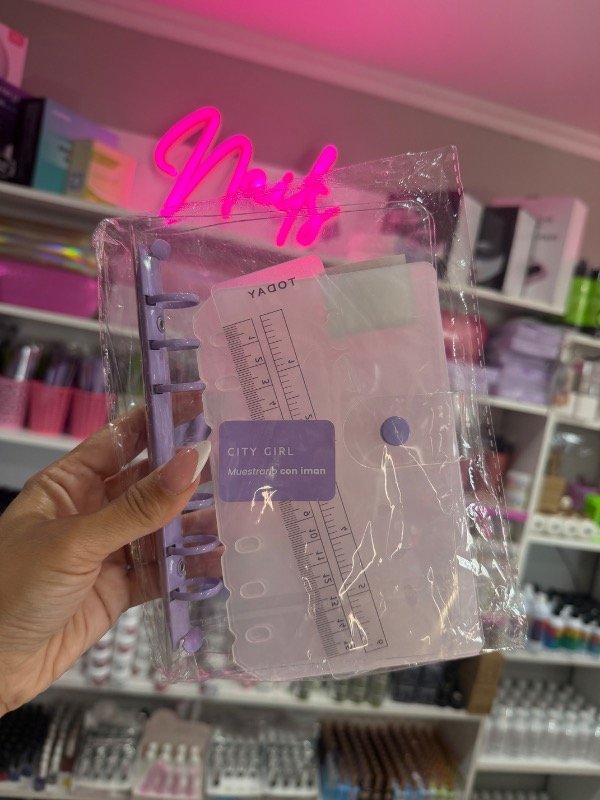 Nails
TODAY
CITY GIRL
Muestrario con iman